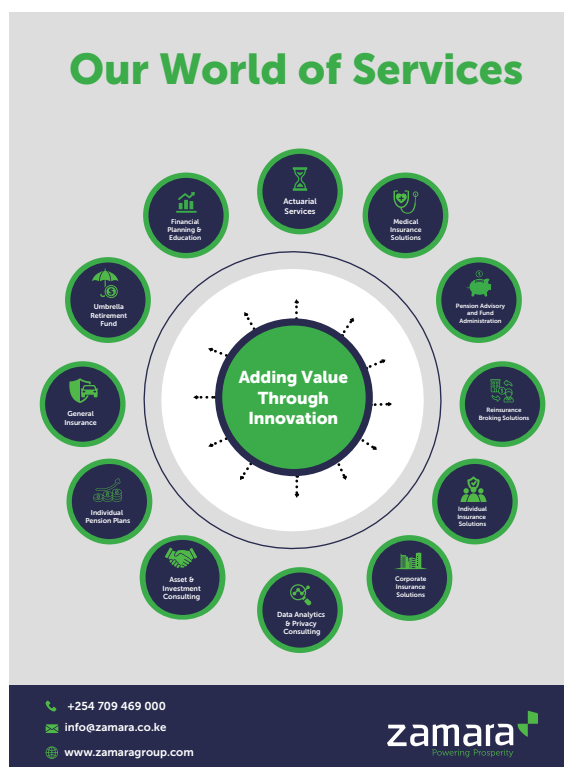 Our World of Services
Actuarial
Services
Medical
Insurance
Solutions
Pension Advisory
and Fund
Administration
Reinsurance
Broking Solutions
Individual
Insurance
Solutions
Corporate
Insurance
Solutions
Data Analytics
& Privacy
Consulting
Asset &
Investment
Consulting
Individual
Pension Plans
General
Insurance
Umbrella
Retirement
Fund
Financial
Planning &
Education
Adding Value
Through
Innovation
+254 709 469 000
info@zamara.co.ke
www.zamaragroup.com
zamara
Powering Prosperity